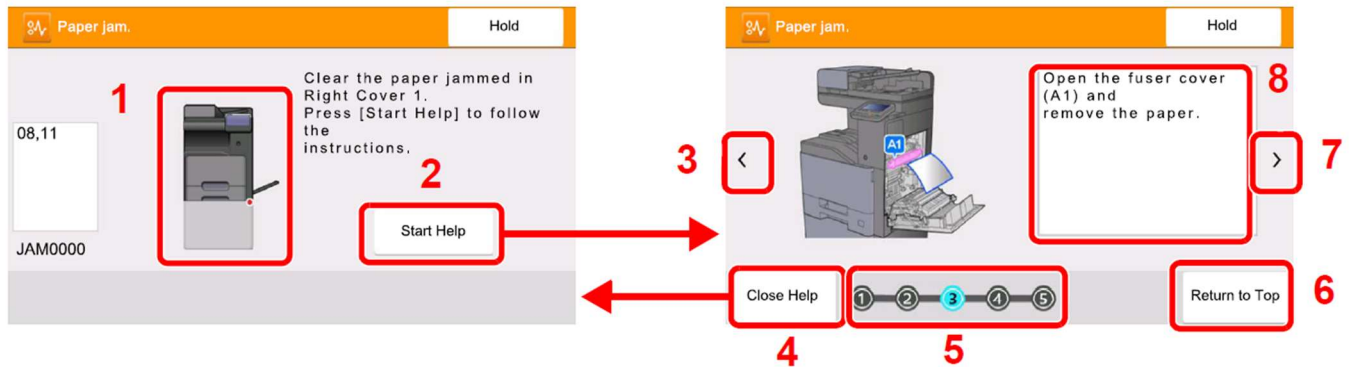 Paper jam.
Hold
1
08,11
Clear the paper jammed in
Right Cover 1.
Press [Start Help] to follow
the
instructions.
2
Start Help
JAM0000
Paper jam.
Hold
8
Open the fuser cover
(A1) and
remove the paper.
A1
3
<
>
7
Close Help
1 2 3 4 5
Return to Top
6
4
5